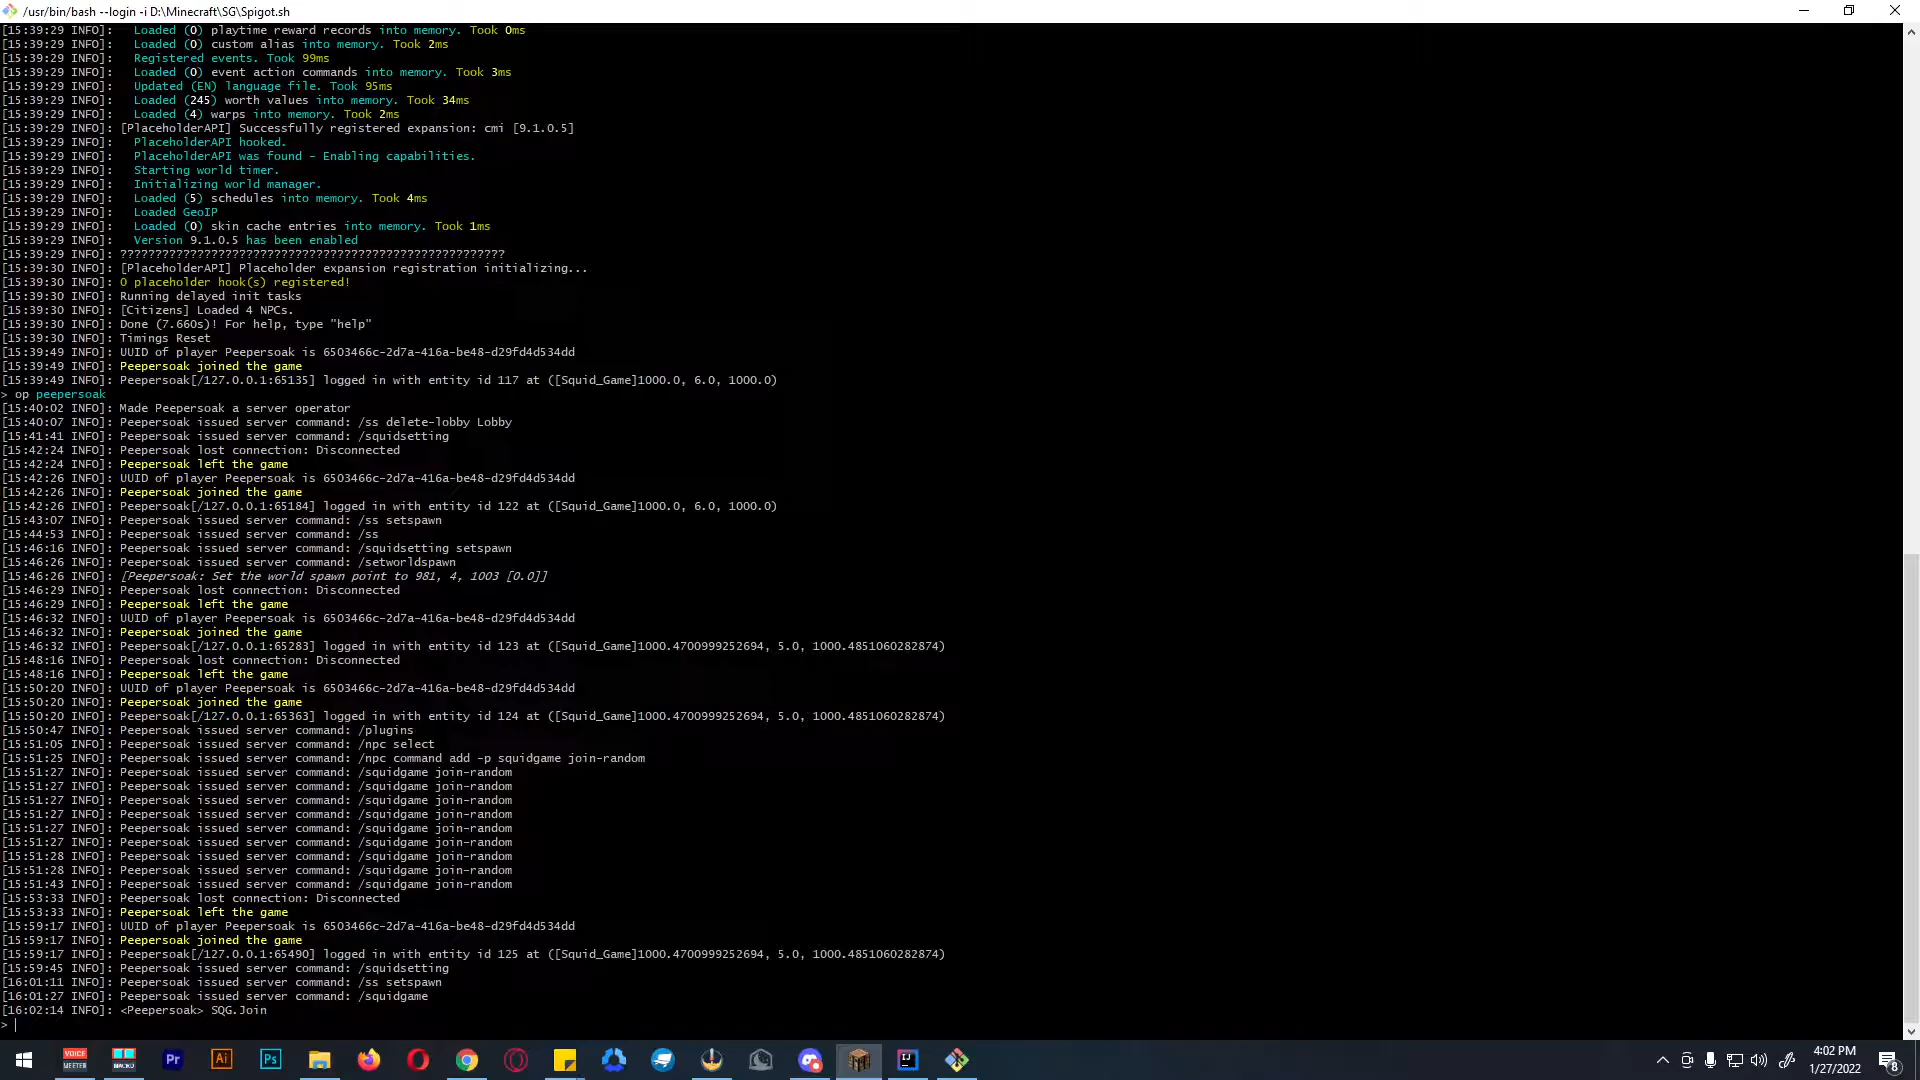 /usr/bin/bash --login -i D:\Minecraft\SG\Spigot.sh
[15:39:29 INFO]:   Loaded (0) playtime reward records into memory. Took 0ms
[15:39:29 INFO]:   Loaded (0) custom alias into memory. Took 2ms
[15:39:29 INFO]:   Registered events. Took 99ms
[15:39:29 INFO]:   Loaded (0) event action commands into memory. Took 3ms
[15:39:29 INFO]:   Updated (EN) language file. Took 95ms
[15:39:29 INFO]:   Loaded (245) worth values into memory. Took 34ms
[15:39:29 INFO]:   Loaded (4) warps into memory. Took 2ms
[15:39:29 INFO]: [PlaceholderAPI] Successfully registered expansion: cmi [9.1.0.5]
[15:39:29 INFO]:   PlaceholderAPI hooked.
[15:39:29 INFO]:   PlaceholderAPI was found - Enabling capabilities.
[15:39:29 INFO]:   Starting world timer.
[15:39:29 INFO]:   Initializing world manager.
[15:39:29 INFO]:   Loaded (5) schedules into memory. Took 4ms
[15:39:29 INFO]:   Loaded GeoIP
[15:39:29 INFO]:   Loaded (0) skin cache entries into memory. Took 1ms
[15:39:29 INFO]:   Version 9.1.0.5 has been enabled
[15:39:29 INFO]: ???????????????????????????????????????????????????????
[15:39:30 INFO]: [PlaceholderAPI] Placeholder expansion registration initializing...
[15:39:30 INFO]: 0 placeholder hook(s) registered!
[15:39:30 INFO]: Running delayed init tasks
[15:39:30 INFO]: [Citizens] Loaded 4 NPCs.
[15:39:30 INFO]: Done (7.660s)! For help, type "help"
[15:39:30 INFO]: Timings Reset
[15:39:49 INFO]: UUID of player Peepersoak is 6503466c-2d7a-416a-be48-d29fd4d534dd
[15:39:49 INFO]: Peepersoak joined the game
[15:39:49 INFO]: Peepersoak[/127.0.0.1:65135] logged in with entity id 117 at ([Squid_Game]1000.0, 6.0, 1000.0)
> op peepersoak
[15:40:02 INFO]: Made Peepersoak a server operator
[15:40:07 INFO]: Peepersoak issued server command: /ss delete-lobby Lobby
[15:41:41 INFO]: Peepersoak issued server command: /squidsetting
[15:42:24 INFO]: Peepersoak lost connection: Disconnected
[15:42:24 INFO]: Peepersoak left the game
[15:42:26 INFO]: UUID of player Peepersoak is 6503466c-2d7a-416a-be48-d29fd4d534dd
[15:42:26 INFO]: Peepersoak joined the game
[15:42:26 INFO]: Peepersoak[/127.0.0.1:65184] logged in with entity id 122 at ([Squid_Game]1000.0, 6.0, 1000.0)
[15:43:07 INFO]: Peepersoak issued server command: /ss setspawn
[15:44:53 INFO]: Peepersoak issued server command: /ss
[15:46:16 INFO]: Peepersoak issued server command: /squidsetting setspawn
[15:46:26 INFO]: Peepersoak issued server command: /setworldspawn
[15:46:26 INFO]: [Peepersoak: Set the world spawn point to 981, 4, 1003 [0.0]]
[15:46:29 INFO]: Peepersoak lost connection: Disconnected
[15:46:29 INFO]: Peepersoak left the game
[15:46:32 INFO]: UUID of player Peepersoak is 6503466c-2d7a-416a-be48-d29fd4d534dd
[15:46:32 INFO]: Peepersoak joined the game
[15:46:32 INFO]: Peepersoak[/127.0.0.1:65283] logged in with entity id 123 at ([Squid_Game]1000.4700999252694, 5.0, 1000.4851060282874)
[15:48:16 INFO]: Peepersoak lost connection: Disconnected
[15:48:16 INFO]: Peepersoak left the game
[15:50:20 INFO]: UUID of player Peepersoak is 6503466c-2d7a-416a-be48-d29fd4d534dd
[15:50:20 INFO]: Peepersoak joined the game
[15:50:20 INFO]: Peepersoak[/127.0.0.1:65363] logged in with entity id 124 at ([Squid_Game]1000.4700999252694, 5.0, 1000.4851060282874)
[15:50:47 INFO]: Peepersoak issued server command: /plugins
[15:51:05 INFO]: Peepersoak issued server command: /npc select
[15:51:25 INFO]: Peepersoak issued server command: /npc command add -p squidgame join-random
[15:51:27 INFO]: Peepersoak issued server command: /squidgame join-random
[15:51:27 INFO]: Peepersoak issued server command: /squidgame join-random
[15:51:27 INFO]: Peepersoak issued server command: /squidgame join-random
[15:51:27 INFO]: Peepersoak issued server command: /squidgame join-random
[15:51:27 INFO]: Peepersoak issued server command: /squidgame join-random
[15:51:27 INFO]: Peepersoak issued server command: /squidgame join-random
[15:51:28 INFO]: Peepersoak issued server command: /squidgame join-random
[15:51:28 INFO]: Peepersoak issued server command: /squidgame join-random
[15:51:43 INFO]: Peepersoak issued server command: /squidgame join-random
[15:53:33 INFO]: Peepersoak lost connection: Disconnected
[15:53:33 INFO]: Peepersoak left the game
[15:59:17 INFO]: UUID of player Peepersoak is 6503466c-2d7a-416a-be48-d29fd4d534dd
[15:59:17 INFO]: Peepersoak joined the game
[15:59:17 INFO]: Peepersoak[/127.0.0.1:65490] logged in with entity id 125 at ([Squid_Game]1000.4700999252694, 5.0, 1000.4851060282874)
[15:59:45 INFO]: Peepersoak issued server command: /squidsetting
[16:01:11 INFO]: Peepersoak issued server command: /ss setspawn
[16:01:27 INFO]: Peepersoak issued server command: /squidgame
[16:02:14 INFO]: <Peepersoak> SQG.Join
>
VOICE MEETER
MACRO
Pr
Ai
Ps
IJ
4:02 PM
1/27/2022
8